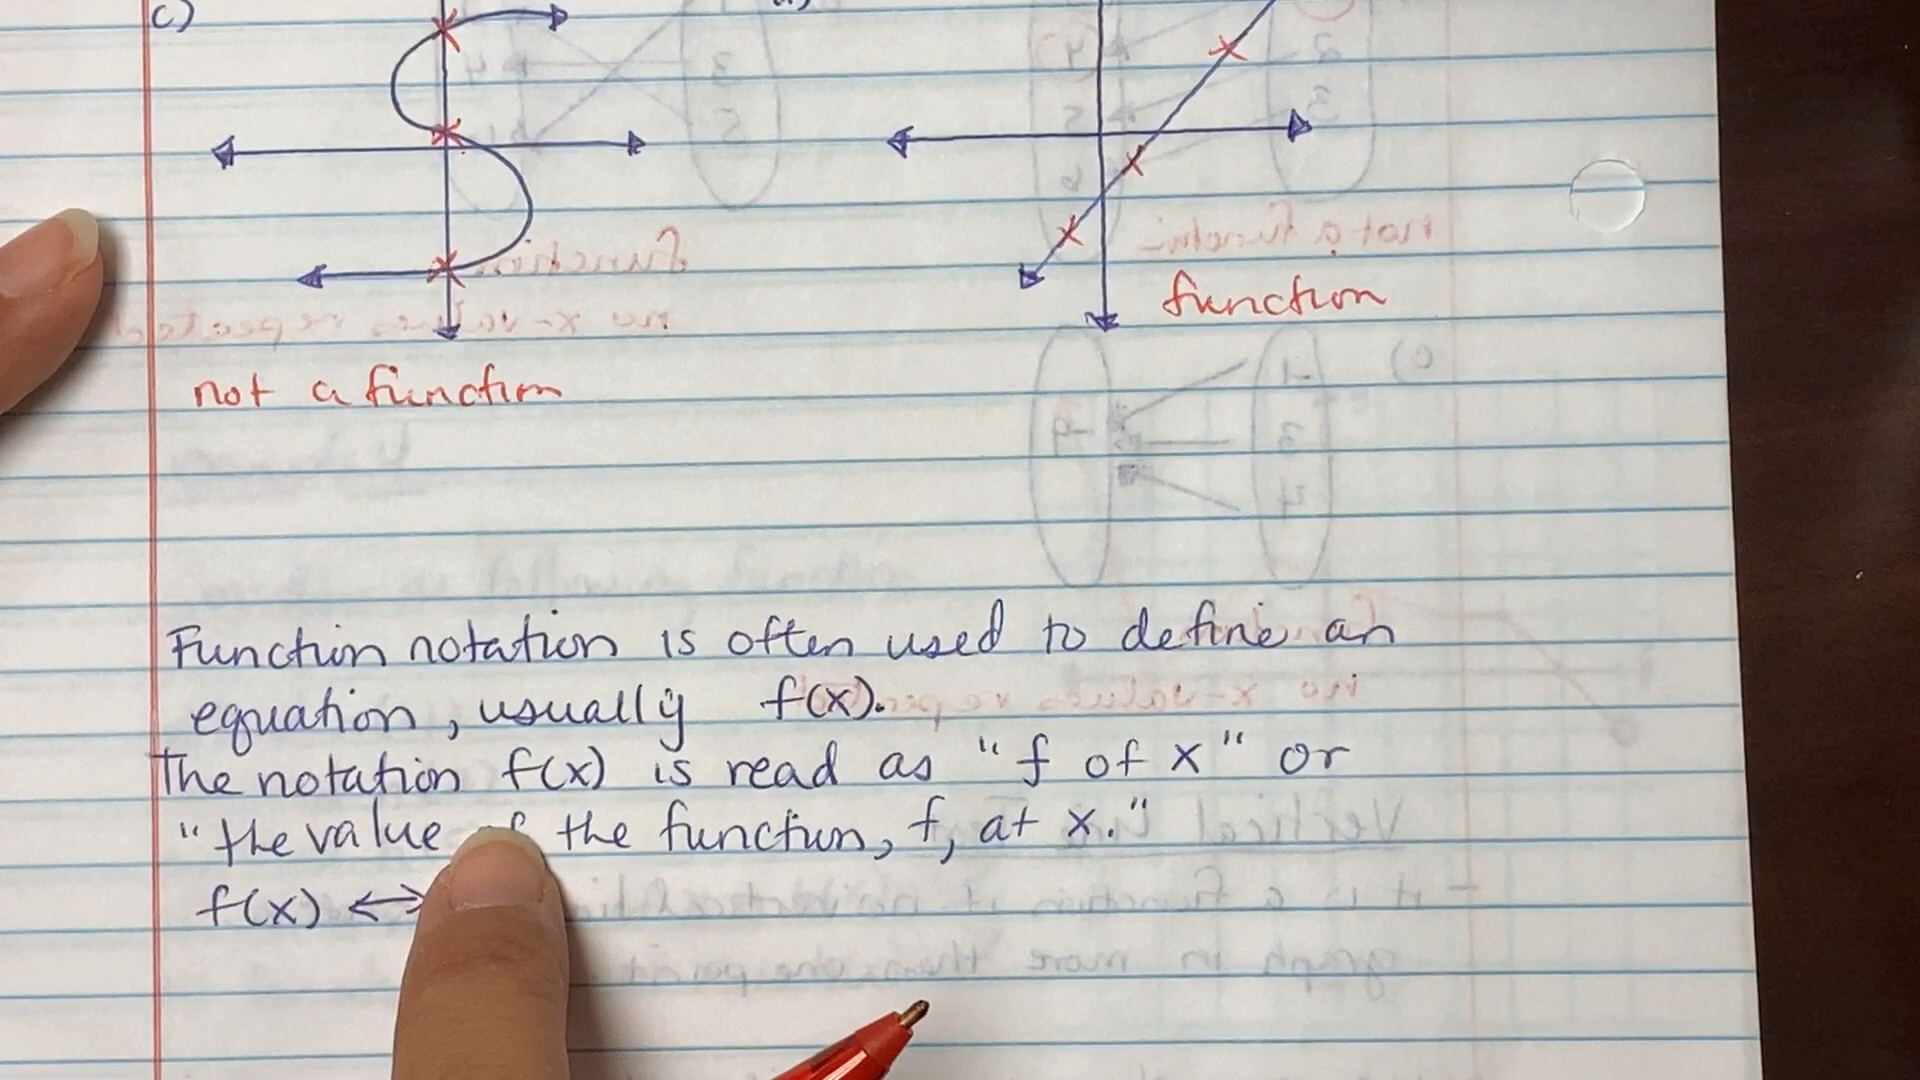 c)
function
not a function
Function notation is often used to define an
equation, usually f(x).
The notation f(x) is read as "f of x" or
"the value of the function, f, at x."
f(x) ↔